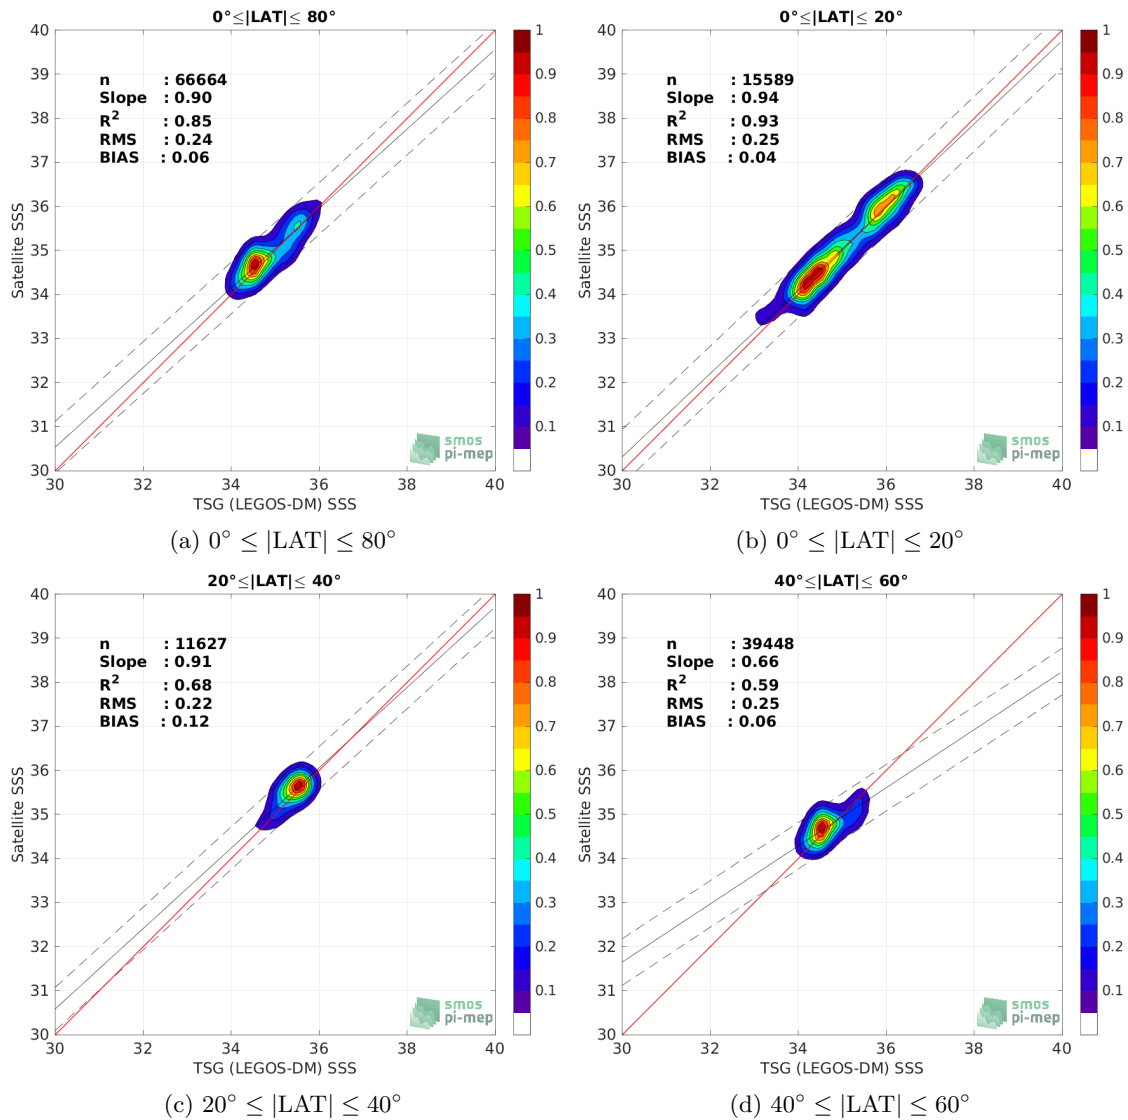 0°≤|LAT|≤ 80°
40
39
38
37
36
35
34
33
32
31
30
Satellite SSS
n : 66664
Slope : 0.90
R² : 0.85
RMS : 0.24
BIAS : 0.06
smos
pi-mep
30 32 34 36 38 40
TSG (LEGOS-DM) SSS
1
0.9
0.8
0.7
0.6
0.5
0.4
0.3
0.2
0.1
(a) 0° ≤ |LAT| ≤ 80°
0°≤|LAT|≤ 20°
40
39
38
37
36
35
34
33
32
31
30
Satellite SSS
n : 15589
Slope : 0.94
R² : 0.93
RMS : 0.25
BIAS : 0.04
smos
pi-mep
30 32 34 36 38 40
TSG (LEGOS-DM) SSS
1
0.9
0.8
0.7
0.6
0.5
0.4
0.3
0.2
0.1
(b) 0° ≤ |LAT| ≤ 20°
20°≤|LAT|≤ 40°
40
39
38
37
36
35
34
33
32
31
30
Satellite SSS
n : 11627
Slope : 0.91
R² : 0.68
RMS : 0.22
BIAS : 0.12
smos
pi-mep
30 32 34 36 38 40
TSG (LEGOS-DM) SSS
1
0.9
0.8
0.7
0.6
0.5
0.4
0.3
0.2
0.1
(c) 20° ≤ |LAT| ≤ 40°
40°≤|LAT|≤ 60°
40
39
38
37
36
35
34
33
32
31
30
Satellite SSS
n : 39448
Slope : 0.66
R² : 0.59
RMS : 0.25
BIAS : 0.06
smos
pi-mep
30 32 34 36 38 40
TSG (LEGOS-DM) SSS
1
0.9
0.8
0.7
0.6
0.5
0.4
0.3
0.2
0.1
(d) 40° ≤ |LAT| ≤ 60°